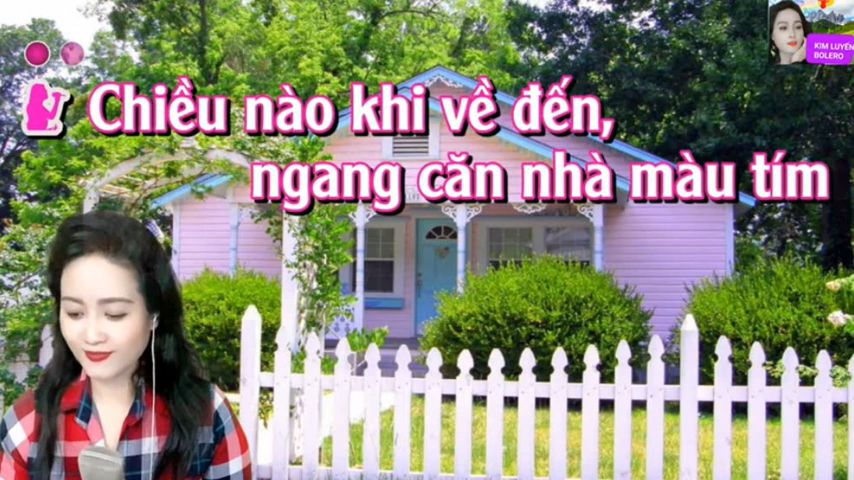 Chiều nào khi về đến,
ngang căn nhà màu tím
KIM LUYẾN
BOLERO